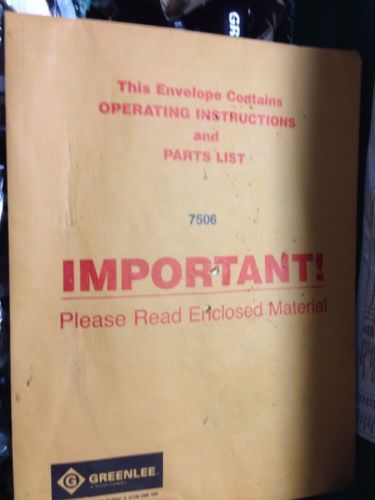 This Envelope Contains
OPERATING INSTRUCTIONS
and
PARTS LIST
7506
IMPORTANT!
Please Read Enclosed Material
G GREENLEE